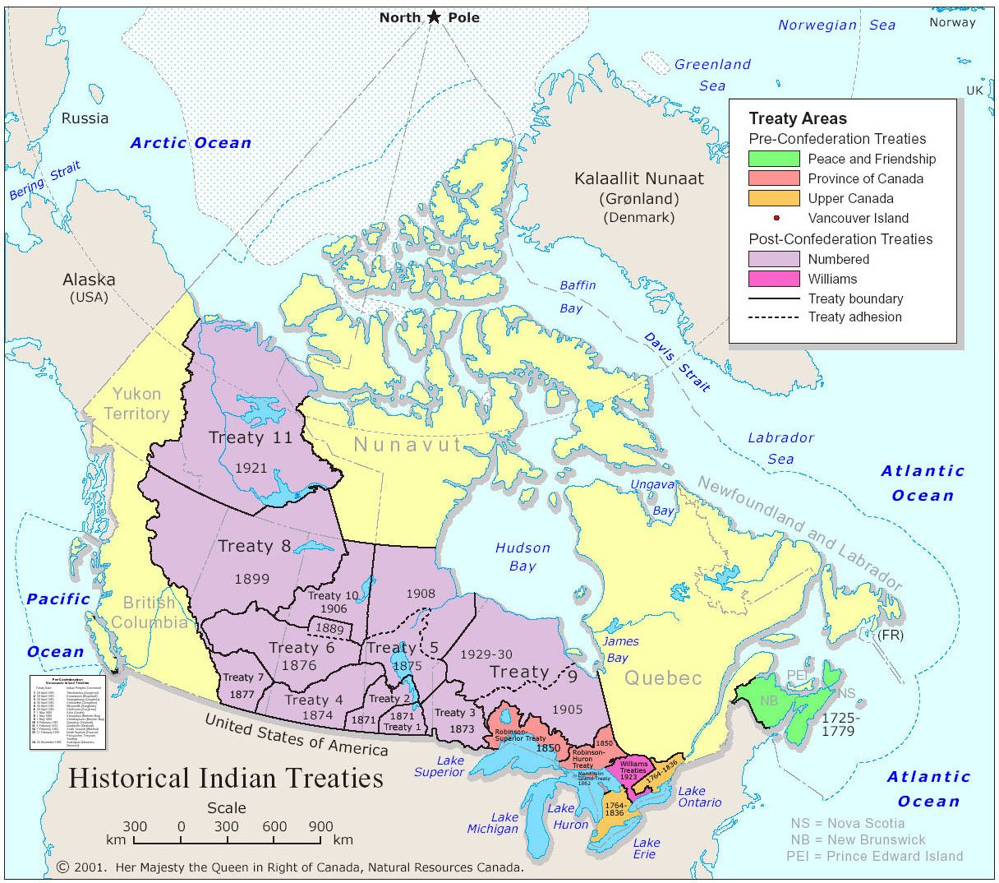 North ★ Pole
Norwegian Sea
Norway
Greenland
Sea
UK
Russia
Arctic Ocean
Bering Strait
Kalaallit Nunaat
(Grønland)
(Denmark)
Treaty Areas
Pre-Confederation Treaties
Peace and Friendship
Province of Canada
Upper Canada
Vancouver Island
Post-Confederation Treaties
Numbered
Williams
Treaty boundary
Treaty adhesion
Alaska
(USA)
Baffin
Bay
Davis Strait
Yukon
Territory
Treaty 11
1921
Nunavut
Labrador
Sea
Atlantic
Ocean
Ungava
Bay
Newfoundland and Labrador
Hudson
Bay
Treaty 8
1899
Pacific
Ocean
British
Columbia
Treaty 10
1906
1908
1889
Treaty 6
1876
Treaty 5
1875
1929-30
Treaty 9
1905
James
Bay
Quebec
(FR)
PEI
NS
NB
1725-
1779
Treaty 7
1877
Treaty 4
1874
Treaty 2
1871
1871
Treaty 1
Treaty 3
1873
Robinson-
Superior Treaty
1850
1850
Robinson-
Huron
Treaty
Manitoulin
Island Treaty
1862
Williams
Treaties
1923
1764-1836
1764-
1836
United States of America
Lake
Superior
Lake
Michigan
Lake
Huron
Lake
Ontario
Lake
Erie
Pre-Confederation
Vancouver Island Treaties
Historical Indian Treaties
Scale
300 0 300 600 900
km km
Atlantic
Ocean
NS = Nova Scotia
NB = New Brunswick
PEI = Prince Edward Island
© 2001. Her Majesty the Queen in Right of Canada, Natural Resources Canada.